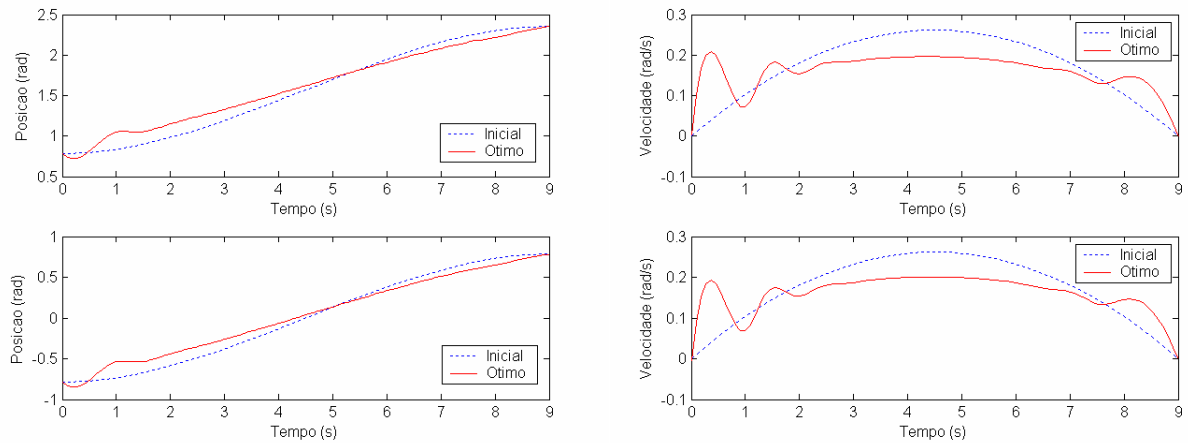 2.5
2
1.5
1
0.5
Posicao (rad)
Inicial
Otimo
0 1 2 3 4 5 6 7 8 9
Tempo (s)
0.3
0.2
0.1
0
-0.1
Velocidade (rad/s)
Inicial
Otimo
0 1 2 3 4 5 6 7 8 9
Tempo (s)
1
0.5
0
-0.5
-1
Posicao (rad)
Inicial
Otimo
0 1 2 3 4 5 6 7 8 9
Tempo (s)
0.3
0.2
0.1
0
-0.1
Velocidade (rad/s)
Inicial
Otimo
0 1 2 3 4 5 6 7 8 9
Tempo (s)